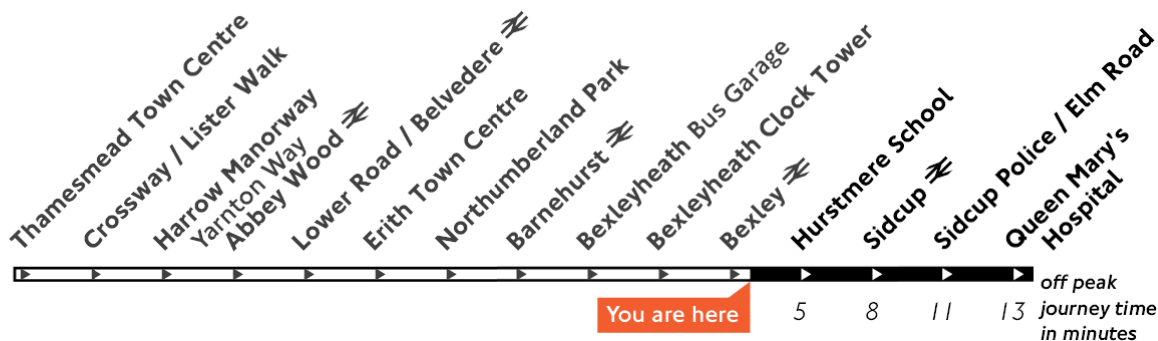 Thamesmead Town Centre
Crossway / Lister Walk
Harrow Manorway
Yarnton Way
Abbey Wood
Lower Road / Belvedere
Erith Town Centre
Northumberland Park
Barnehurst
Bexleyheath Bus Garage
Bexleyheath Clock Tower
Bexley
Hurstmere School
Sidcup
Sidcup Police / Elm Road
Queen Mary's
Hospital
You are here
5 8 11 13
off peak
journey time
in minutes